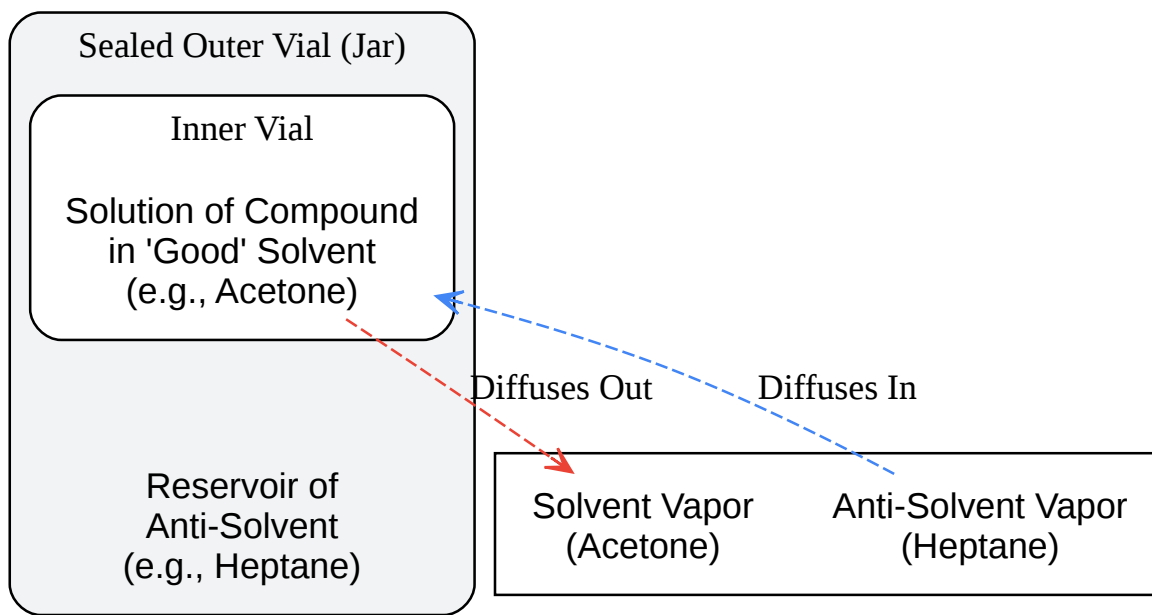 Sealed Outer Vial (Jar)
Inner Vial
Solution of Compound
in 'Good' Solvent
(e.g., Acetone)
Diffuses Out
Diffuses In
Reservoir of
Anti-Solvent
(e.g., Heptane)
Solvent Vapor
(Acetone)
Anti-Solvent Vapor
(Heptane)